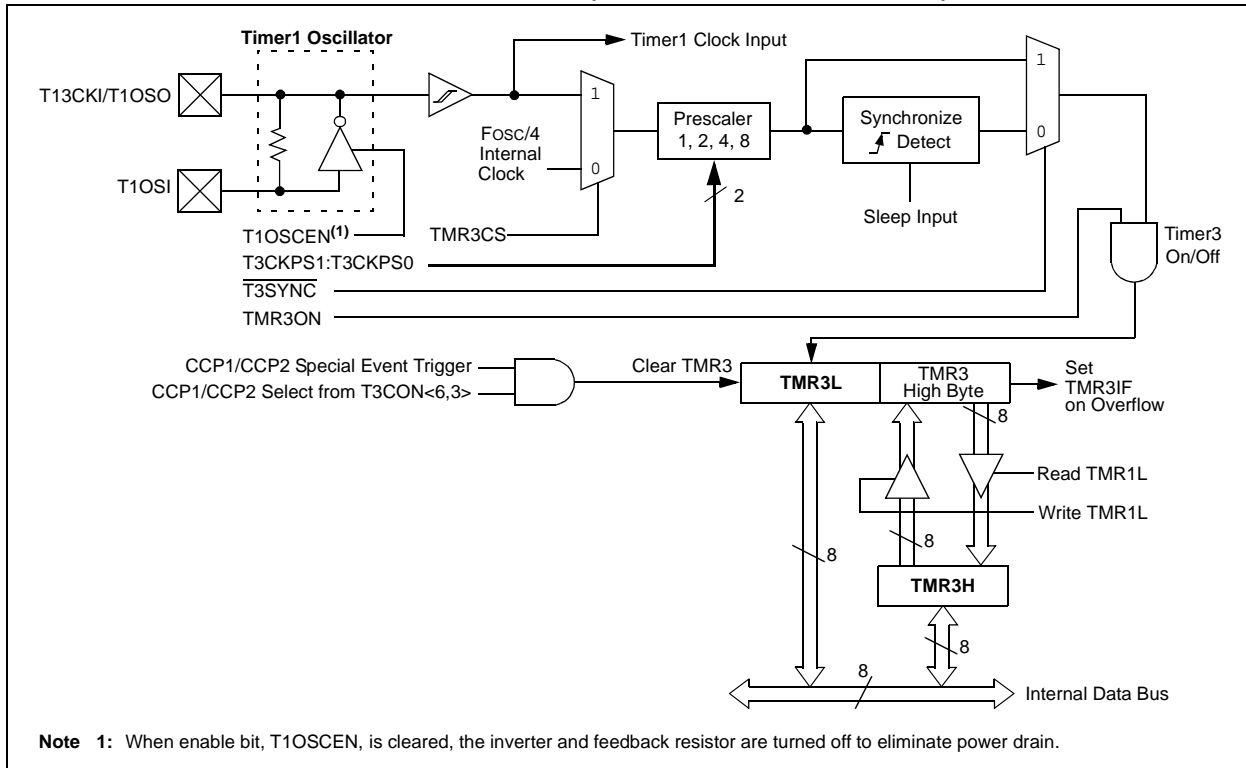 Timer1 Oscillator
Timer1 Clock Input
T13CKI/T1OSO
1
1
FOSC/4
Internal
Clock
0
Prescaler
1, 2, 4, 8
Synchronize
Detect
0
T1OSI
2
Sleep Input
T1OSCEN(1)
TMR3CS
Timer3
On/Off
T3CKPS1:T3CKPS0
T3SYNC
TMR3ON
CCP1/CCP2 Special Event Trigger
CCP1/CCP2 Select from T3CON<6,3>
Clear TMR3
TMR3L
TMR3
High Byte
Set
TMR3IF
on Overflow
8
Read TMR1L
Write TMR1L
8
8
TMR3H
8
8
Internal Data Bus
Note 1: When enable bit, T1OSCEN, is cleared, the inverter and feedback resistor are turned off to eliminate power drain.